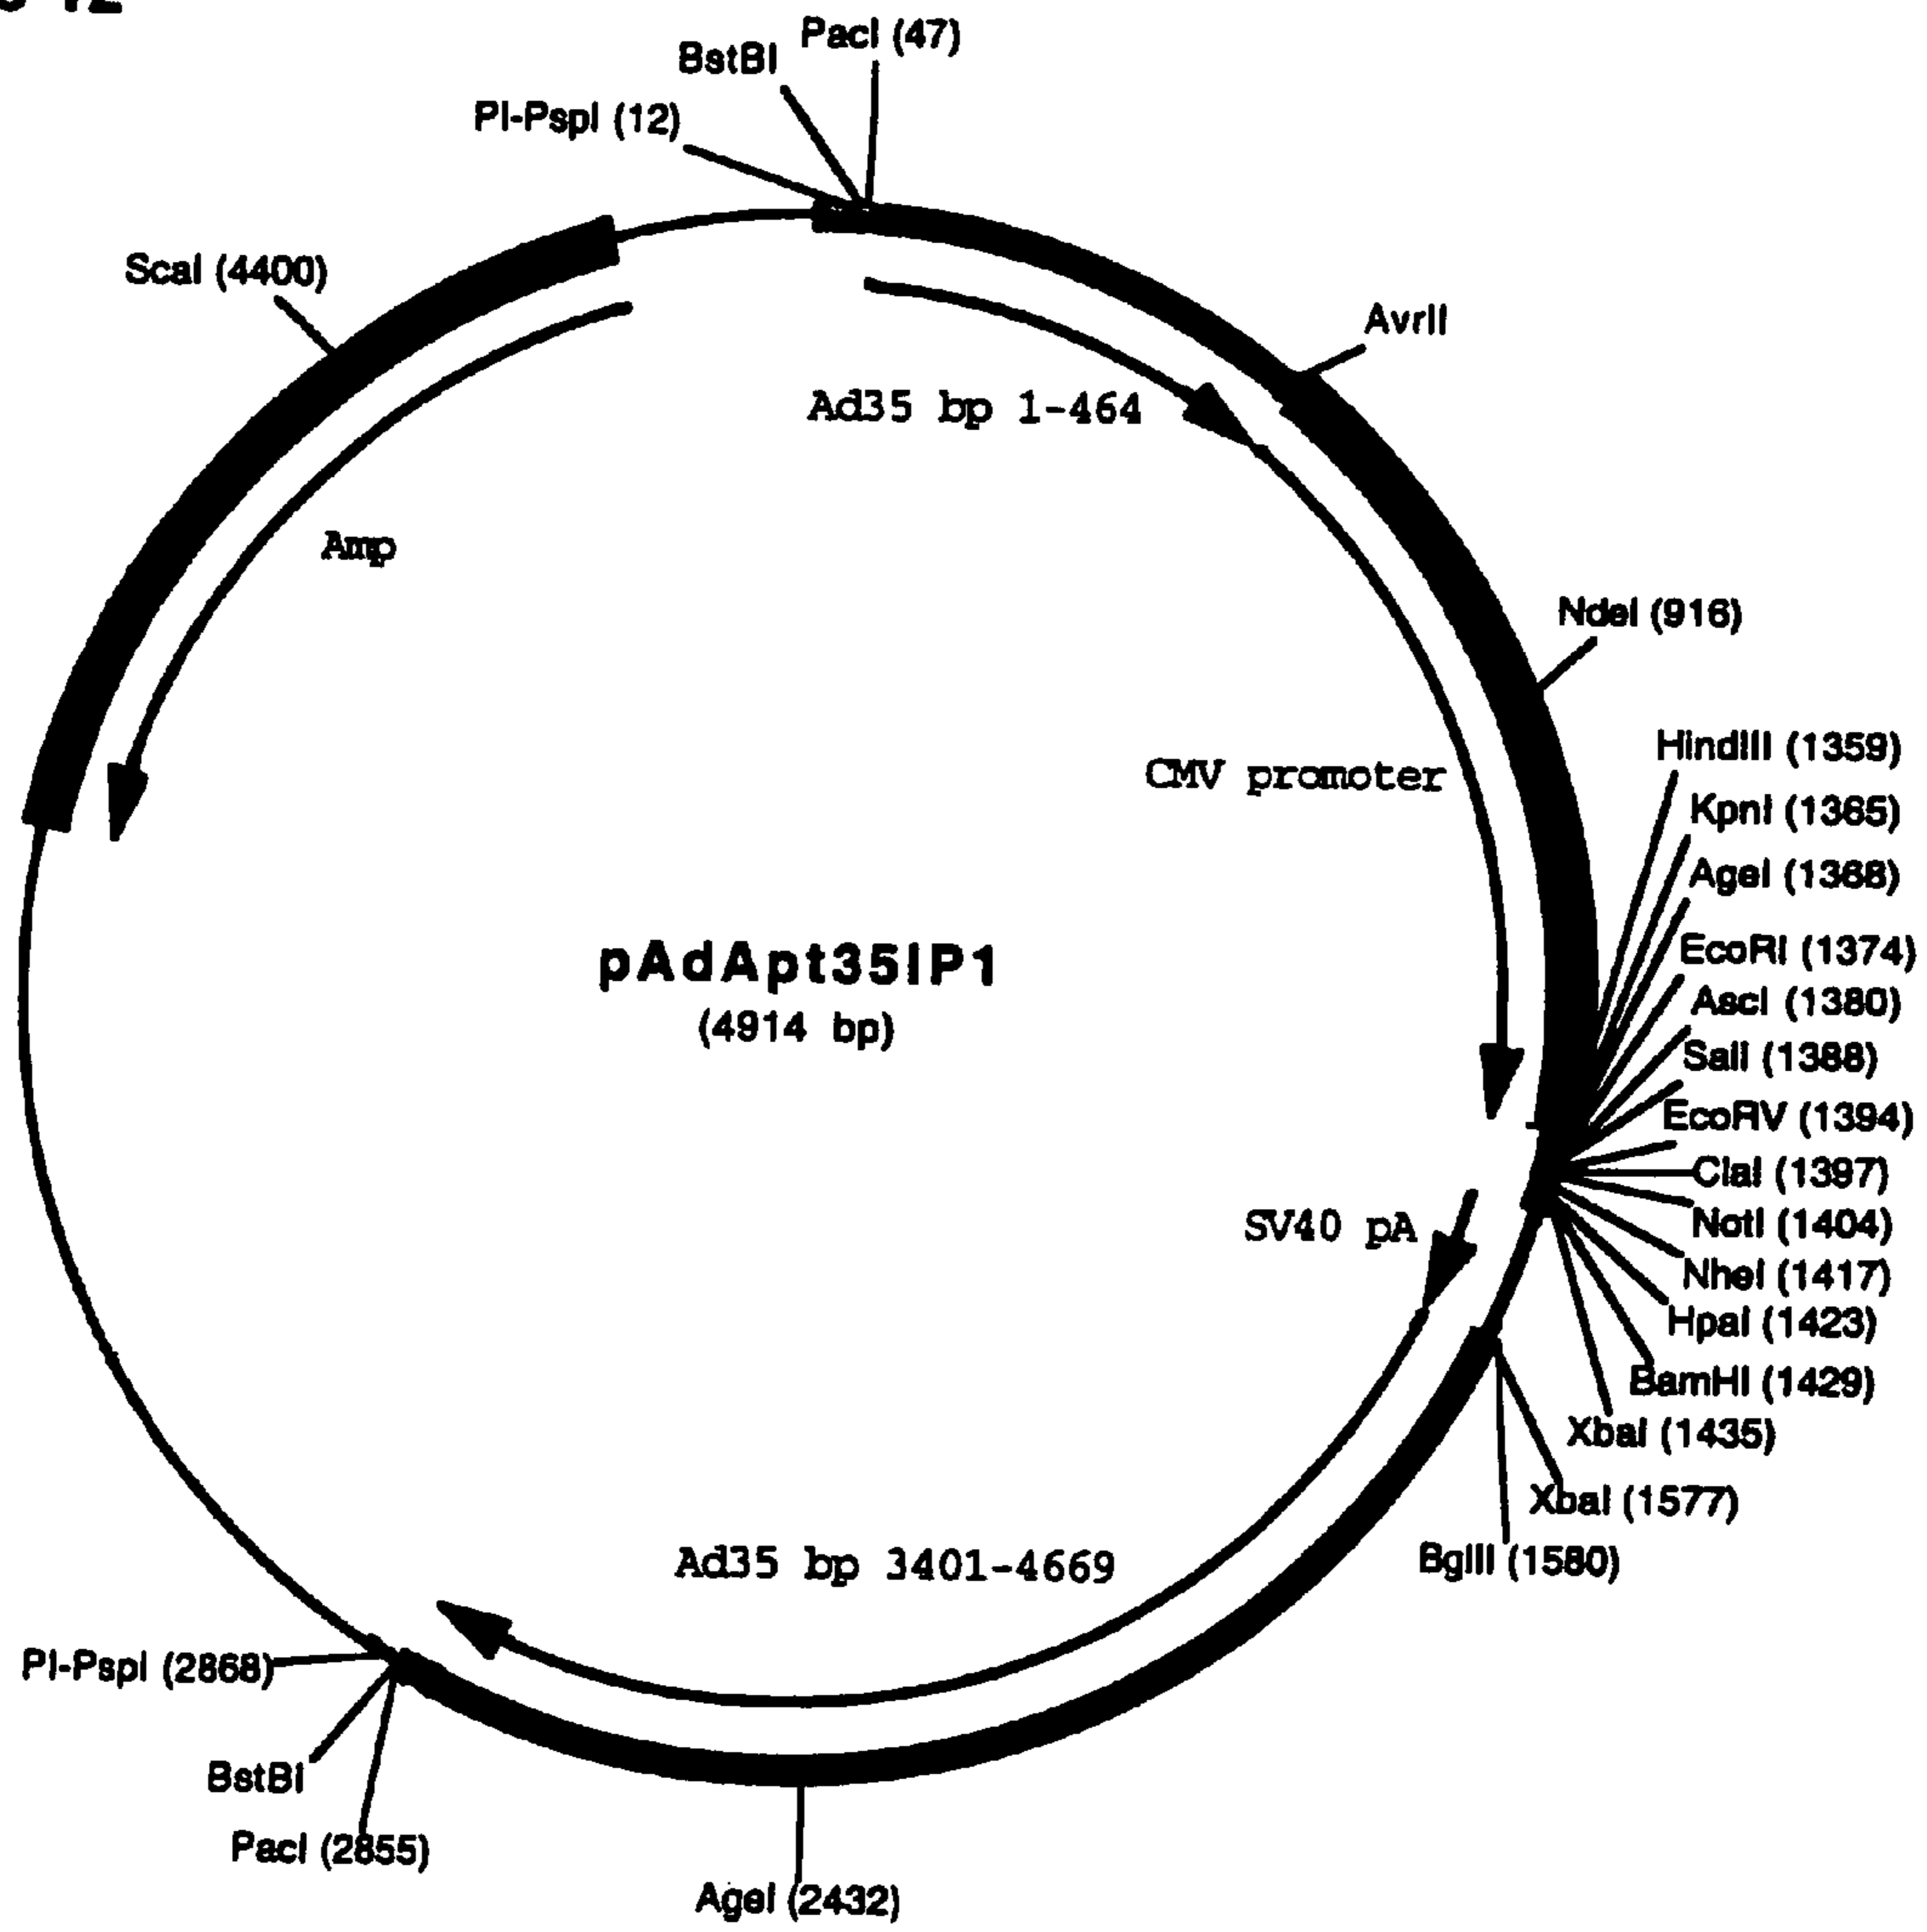 PacI (47)
BstBI
PI-PspI (12)
ScaI (4400)
AvrII
Ad35 bp 1-464
Amp
NdeI (916)
CMV promoter
HindIII (1359)
KpnI (1365)
AgeI (1368)
EcoRI (1374)
AscI (1380)
SalI (1388)
EcoRV (1394)
ClaI (1397)
NotI (1404)
NheI (1417)
HpaI (1423)
BamHI (1429)
XbaI (1435)
XbaI (1577)
BglII (1580)
pAdApt35IP1
(4914 bp)
SV40 pA
Ad35 bp 3401-4669
PI-PspI (2868)
BstBI
PacI (2855)
AgeI (2432)